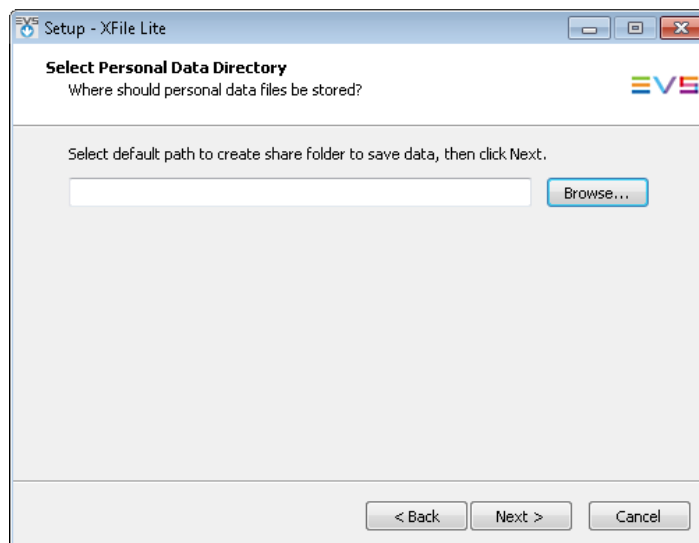 EVS Setup - XFile Lite
Select Personal Data Directory
Where should personal data files be stored?
EVS
Select default path to create share folder to save data, then click Next.
Browse...
< Back Next > Cancel